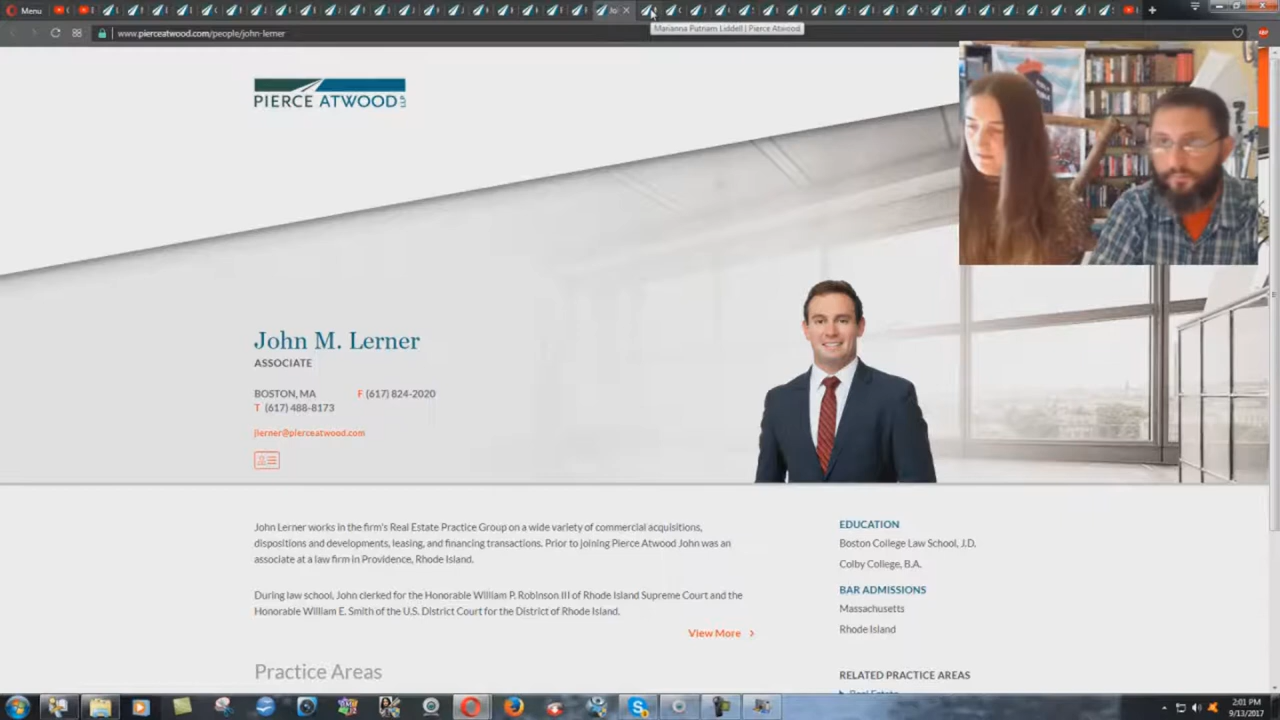 Menu
www.pierceatwood.com/people/john-lerner
Marianna Putnam Liddell | Pierce Atwood
PIERCE ATWOOD LLP
John M. Lerner
ASSOCIATE
BOSTON, MA F (617) 824-2020
T (617) 488-8173
jlerner@pierceatwood.com
John Lerner works in the firm's Real Estate Practice Group on a wide variety of commercial acquisitions,
dispositions and developments, leasing, and financing transactions. Prior to joining Pierce Atwood John was an
associate at a law firm in Providence, Rhode Island.
During law school, John clerked for the Honorable William P. Robinson III of Rhode Island Supreme Court and the
Honorable William E. Smith of the U.S. District Court for the District of Rhode Island.
View More
Practice Areas
EDUCATION
Boston College Law School, J.D.
Colby College, B.A.
BAR ADMISSIONS
Massachusetts
Rhode Island
RELATED PRACTICE AREAS
Real Estate
2:01 PM
9/13/2017